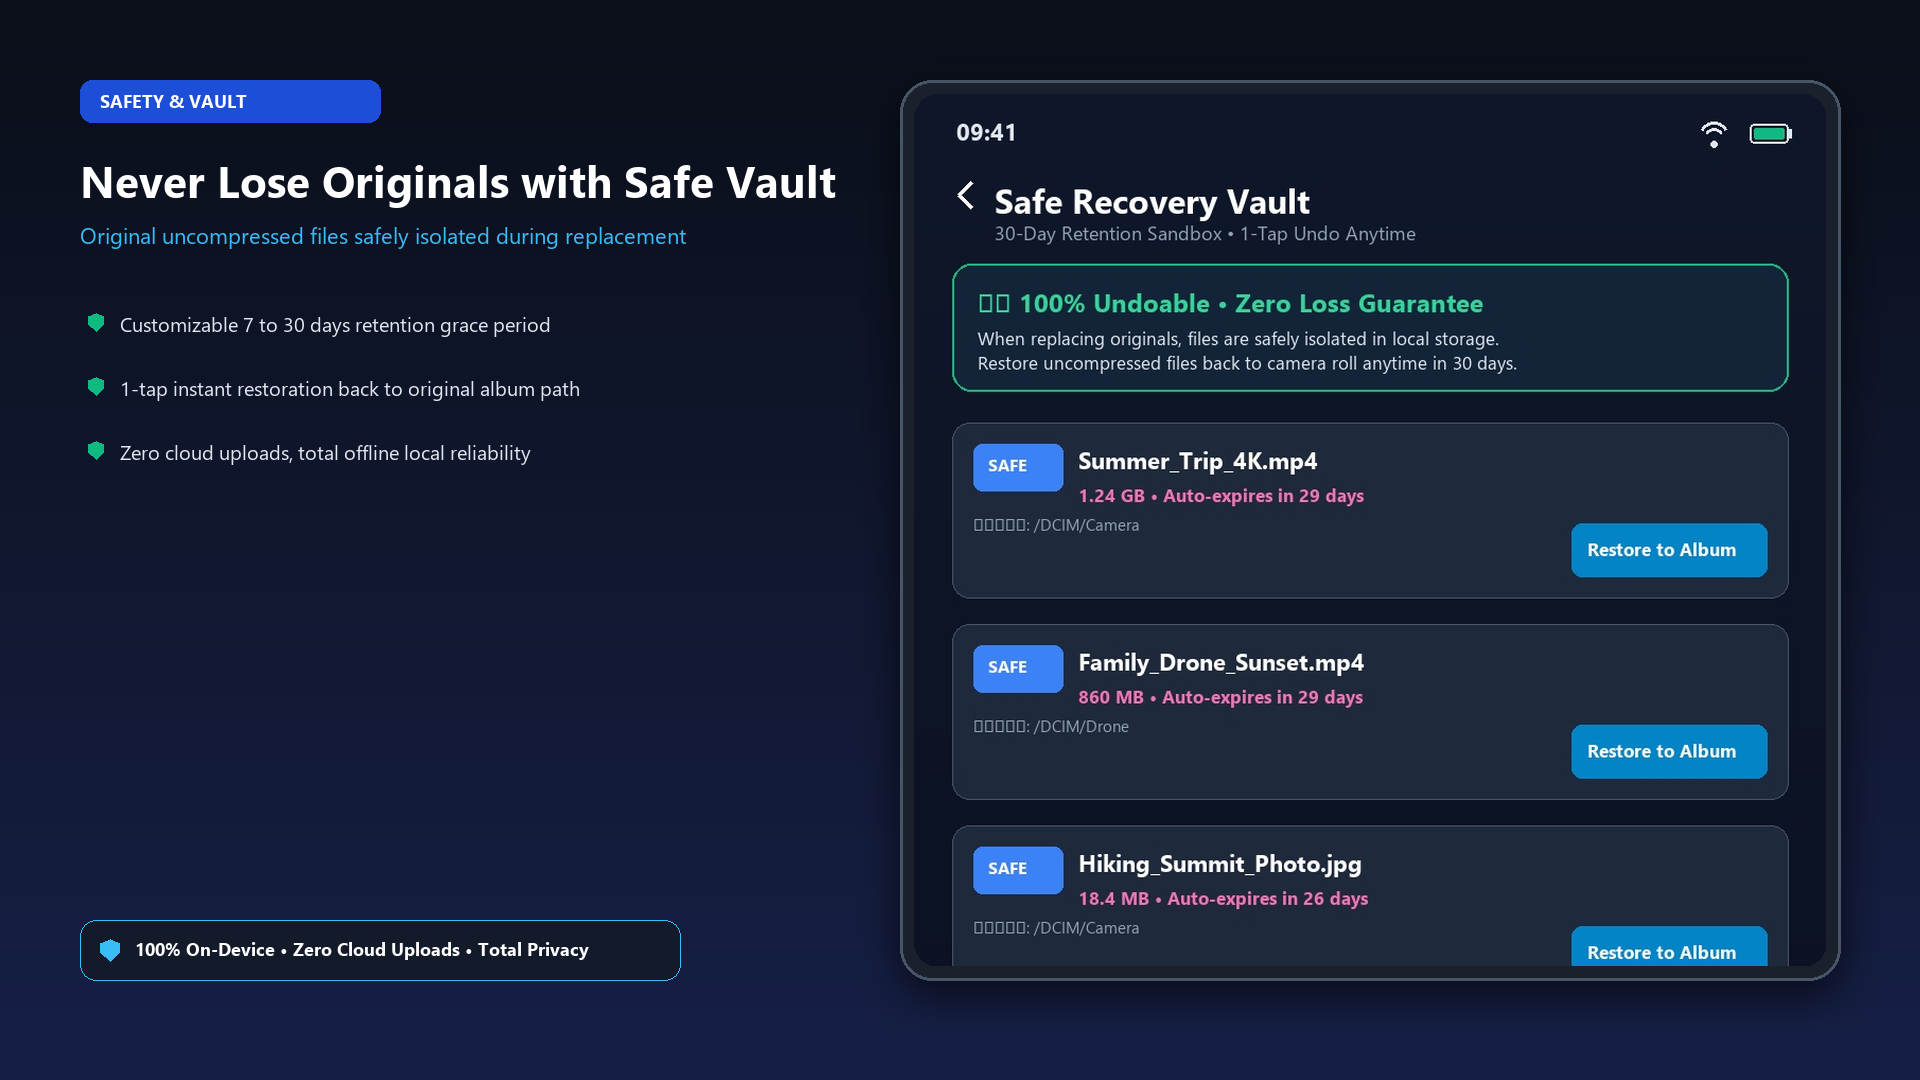 SAFETY & VAULT
Never Lose Originals with Safe Vault
Original uncompressed files safely isolated during replacement
Customizable 7 to 30 days retention grace period
1-tap instant restoration back to original album path
Zero cloud uploads, total offline local reliability
100% On-Device • Zero Cloud Uploads • Total Privacy
09:41
Safe Recovery Vault
30-Day Retention Sandbox • 1-Tap Undo Anytime
100% Undoable • Zero Loss Guarantee
When replacing originals, files are safely isolated in local storage.
Restore uncompressed files back to camera roll anytime in 30 days.
SAFE
Summer_Trip_4K.mp4
1.24 GB • Auto-expires in 29 days
: /DCIM/Camera
Restore to Album
SAFE
Family_Drone_Sunset.mp4
860 MB • Auto-expires in 29 days
: /DCIM/Drone
Restore to Album
SAFE
Hiking_Summit_Photo.jpg
18.4 MB • Auto-expires in 26 days
: /DCIM/Camera
Restore to Album